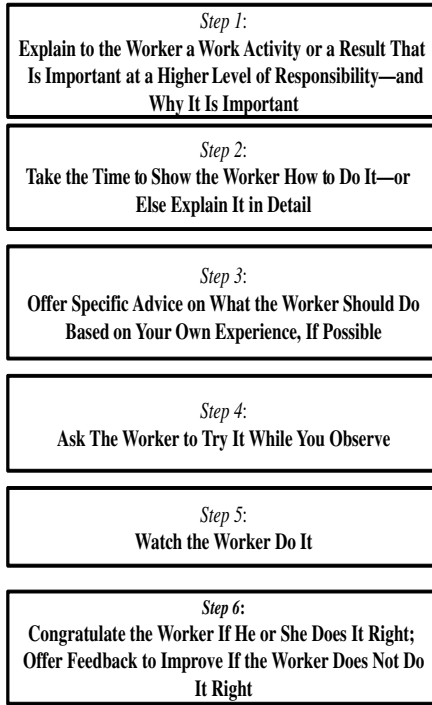 Step 1:
Explain to the Worker a Work Activity or a Result That
Is Important at a Higher Level of Responsibility—and
Why It Is Important
Step 2:
Take the Time to Show the Worker How to Do It—or
Else Explain It in Detail
Step 3:
Offer Specific Advice on What the Worker Should Do
Based on Your Own Experience, If Possible
Step 4:
Ask The Worker to Try It While You Observe
Step 5:
Watch the Worker Do It
Step 6:
Congratulate the Worker If He or She Does It Right;
Offer Feedback to Improve If the Worker Does Not Do
It Right